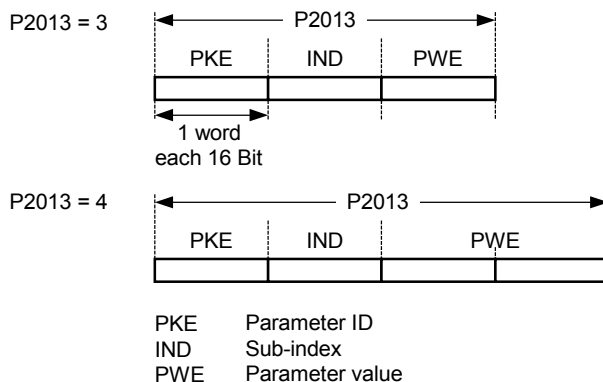 P2013 = 3
P2013
PKE IND PWE
1 word
each 16 Bit
P2013 = 4
P2013
PKE IND PWE
PKE Parameter ID
IND Sub-index
PWE Parameter value